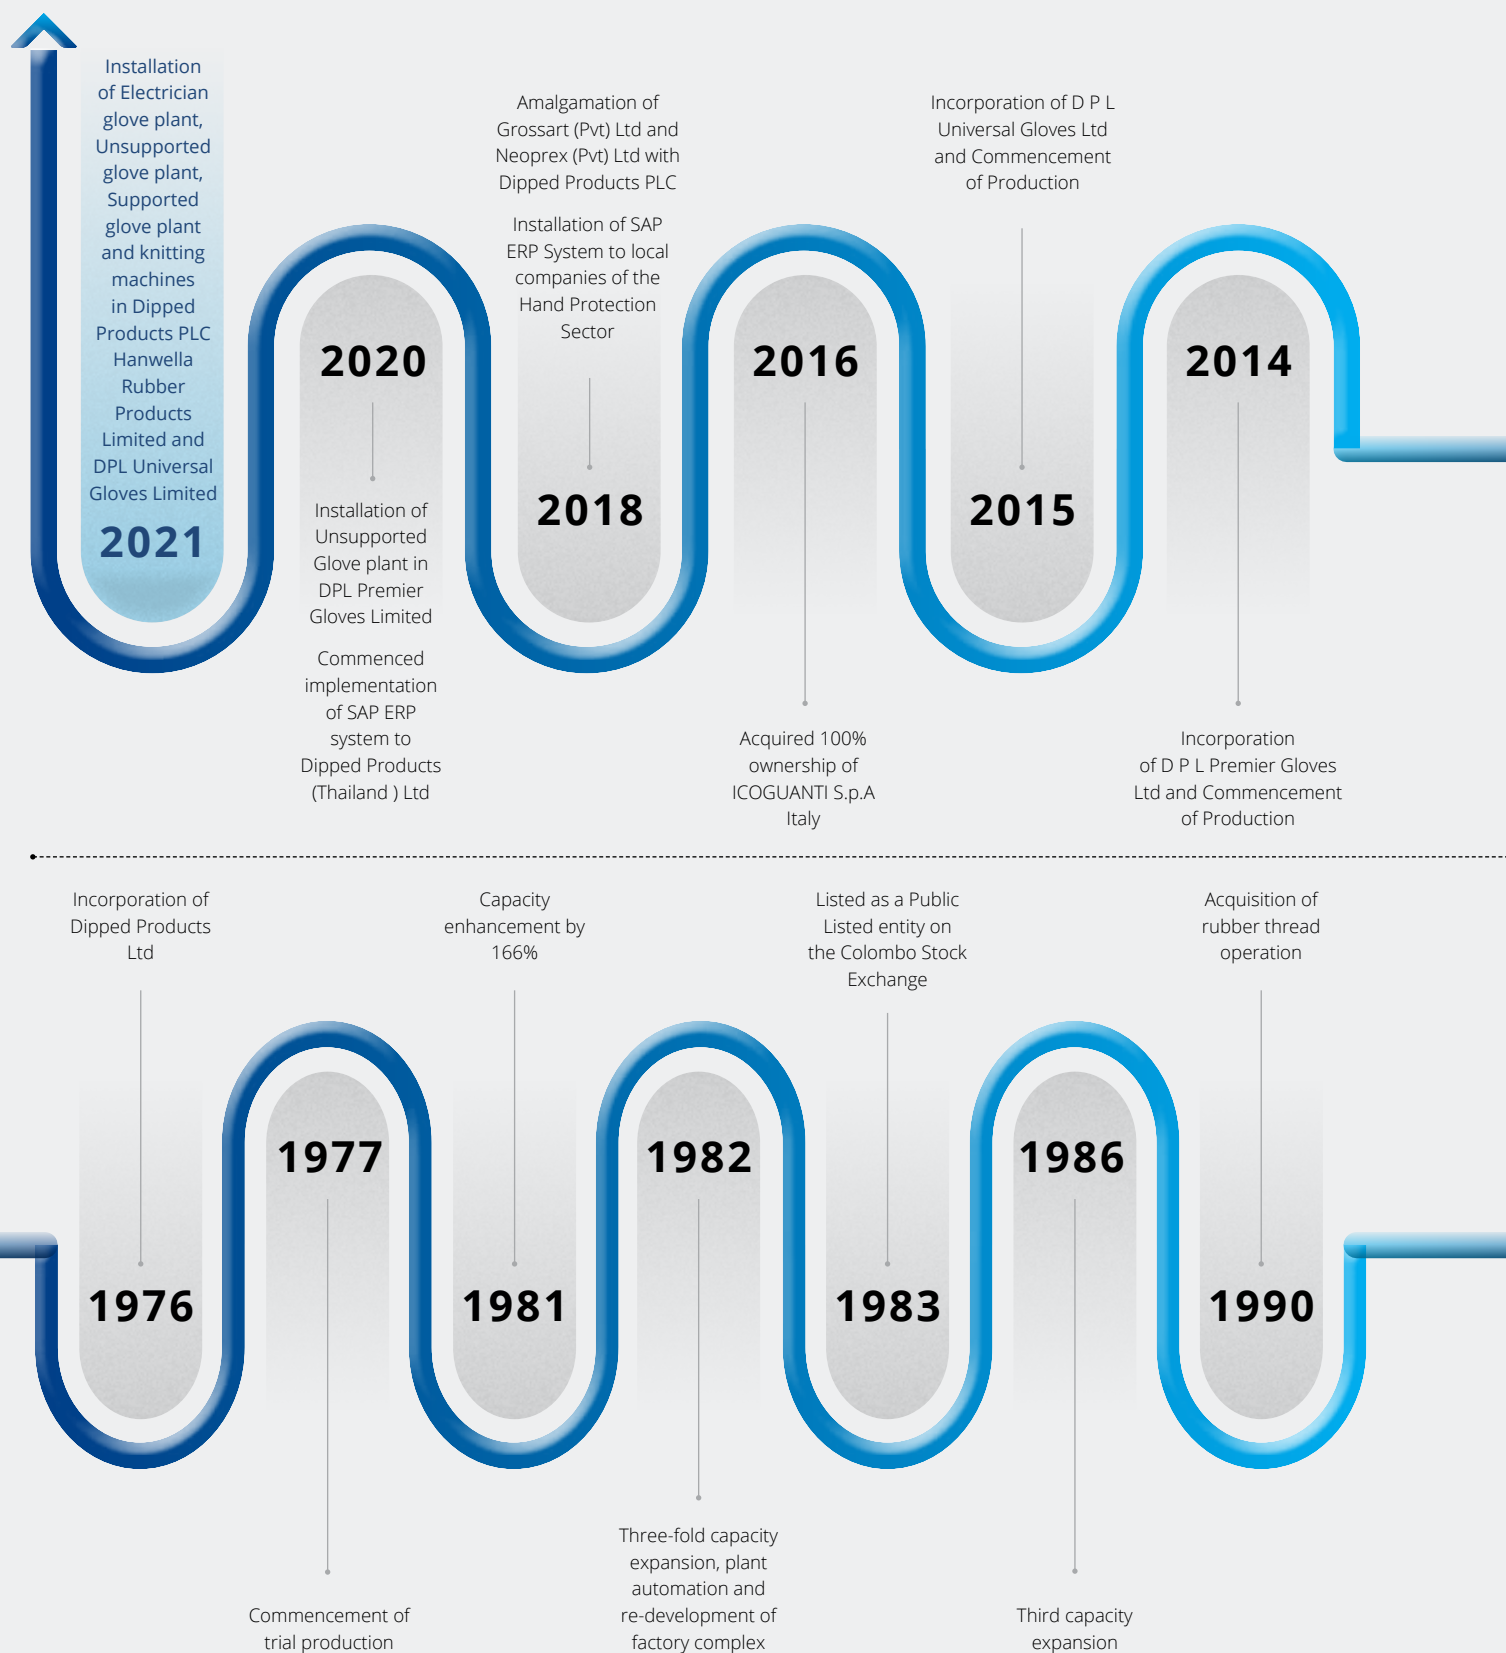 Installation
of Electrician
glove plant,
Unsupported
glove plant,
Supported
glove plant
and knitting
machines
in Dipped
Products PLC
Hanwella
Rubber
Products
Limited and
DPL Universal
Gloves Limited
2021
2020
Installation of
Unsupported
Glove plant in
DPL Premier
Gloves Limited
Commenced
implementation
of SAP ERP
system to
Dipped Products
(Thailand ) Ltd
Amalgamation of
Grossart (Pvt) Ltd and
Neoprex (Pvt) Ltd with
Dipped Products PLC
Installation of SAP
ERP System to local
companies of the
Hand Protection
Sector
2018
2016
Acquired 100%
ownership of
ICOGUANTI S.p.A
Italy
Incorporation of D P L
Universal Gloves Ltd
and Commencement
of Production
2015
2014
Incorporation
of D P L Premier Gloves
Ltd and Commencement
of Production
Incorporation of
Dipped Products
Ltd
1976
1977
Commencement of
trial production
Capacity
enhancement by
166%
1981
1982
Three-fold capacity
expansion, plant
automation and
re-development of
factory complex
Listed as a Public
Listed entity on
the Colombo Stock
Exchange
1983
1986
Third capacity
expansion
Acquisition of
rubber thread
operation
1990